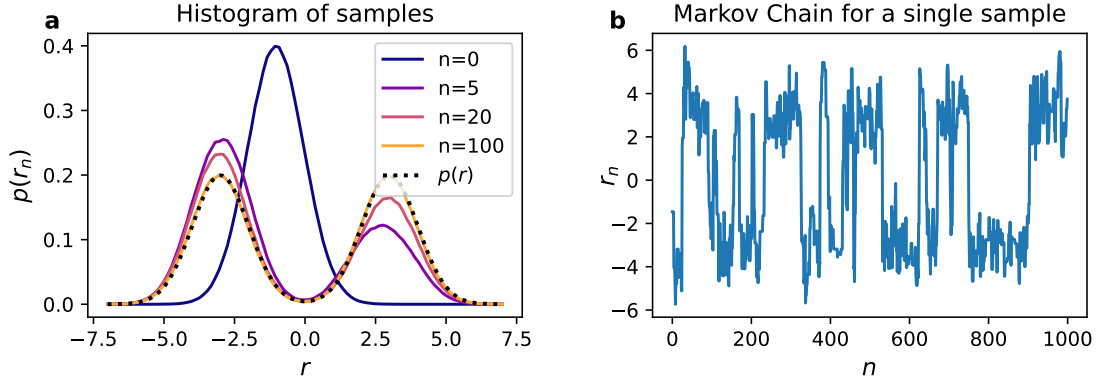 a
Histogram of samples
0.4
0.3
0.2
0.1
0.0
p(r_n)
−7.5
−5.0
−2.5
0.0
2.5
5.0
7.5
r
n=0
n=5
n=20
n=100
p(r)
b
Markov Chain for a single sample
6
4
2
0
−2
−4
−6
r_n
0
200
400
600
800
1000
n